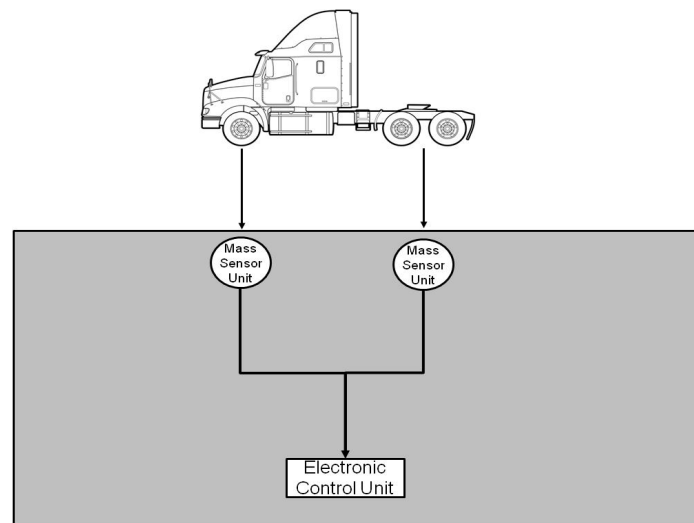 Mass
Sensor
Unit
Mass
Sensor
Unit
Electronic
Control Unit